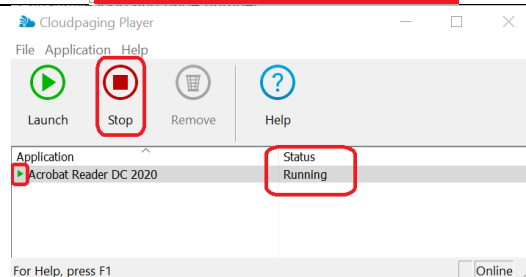 Cloudpaging Player
File Application Help
Launch Stop Remove Help
Application Status
Acrobat Reader DC 2020 Running
For Help, press F1 Online